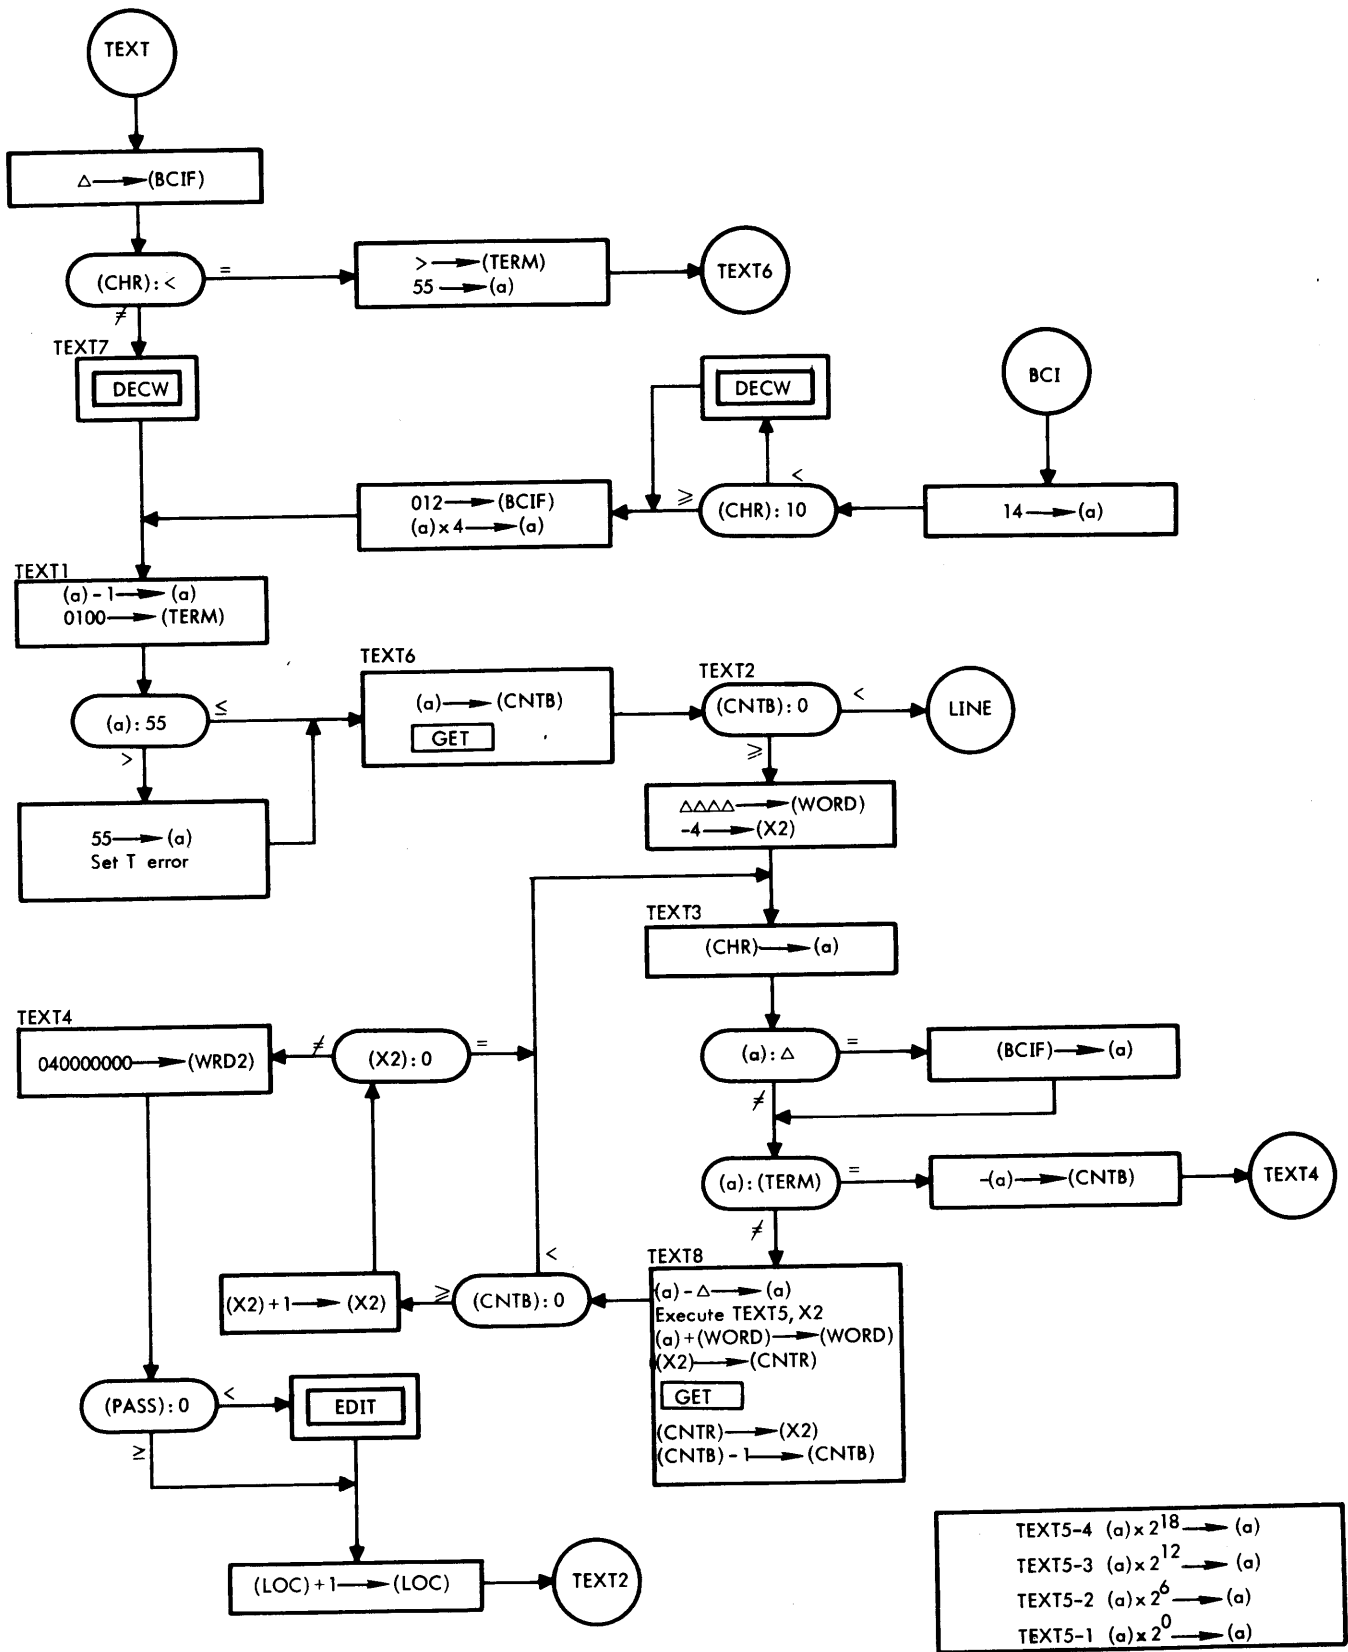 TEXT
△ → (BCIF)
(CHR): <
=
≠
> → (TERM)
55 → (a)
TEXT6
TEXT7
DECW
DECW
BCI
<
≥
(CHR): 10
14 → (a)
012 → (BCIF)
(a) x 4 → (a)
TEXT1
(a) - 1 → (a)
0100 → (TERM)
(a): 55
≤
>
55 → (a)
Set T error
TEXT6
(a) → (CNTB)
GET
TEXT2
(CNTB): 0
<
≥
LINE
△△△△ → (WORD)
-4 → (X2)
TEXT3
(CHR) → (a)
(a): △
=
≠
(BCIF) → (a)
(a): (TERM)
=
≠
-(a) → (CNTB)
TEXT4
TEXT8
(a) - △ → (a)
Execute TEXT5, X2
(a) + (WORD) → (WORD)
(X2) → (CNTR)
GET
(CNTR) → (X2)
(CNTB) - 1 → (CNTB)
(CNTB): 0
<
≥
(X2) + 1 → (X2)
(X2): 0
=
≠
TEXT4
040000000 → (WRD2)
(PASS): 0
<
≥
EDIT
(LOC) + 1 → (LOC)
TEXT2
TEXT5-4 (a) x 2^18 → (a)
TEXT5-3 (a) x 2^12 → (a)
TEXT5-2 (a) x 2^6 → (a)
TEXT5-1 (a) x 2^0 → (a)